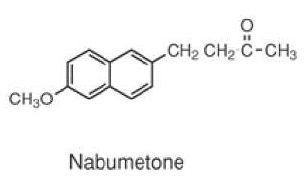 O
CH₂ CH₂ C-CH₃
CH₃O
Nabumetone